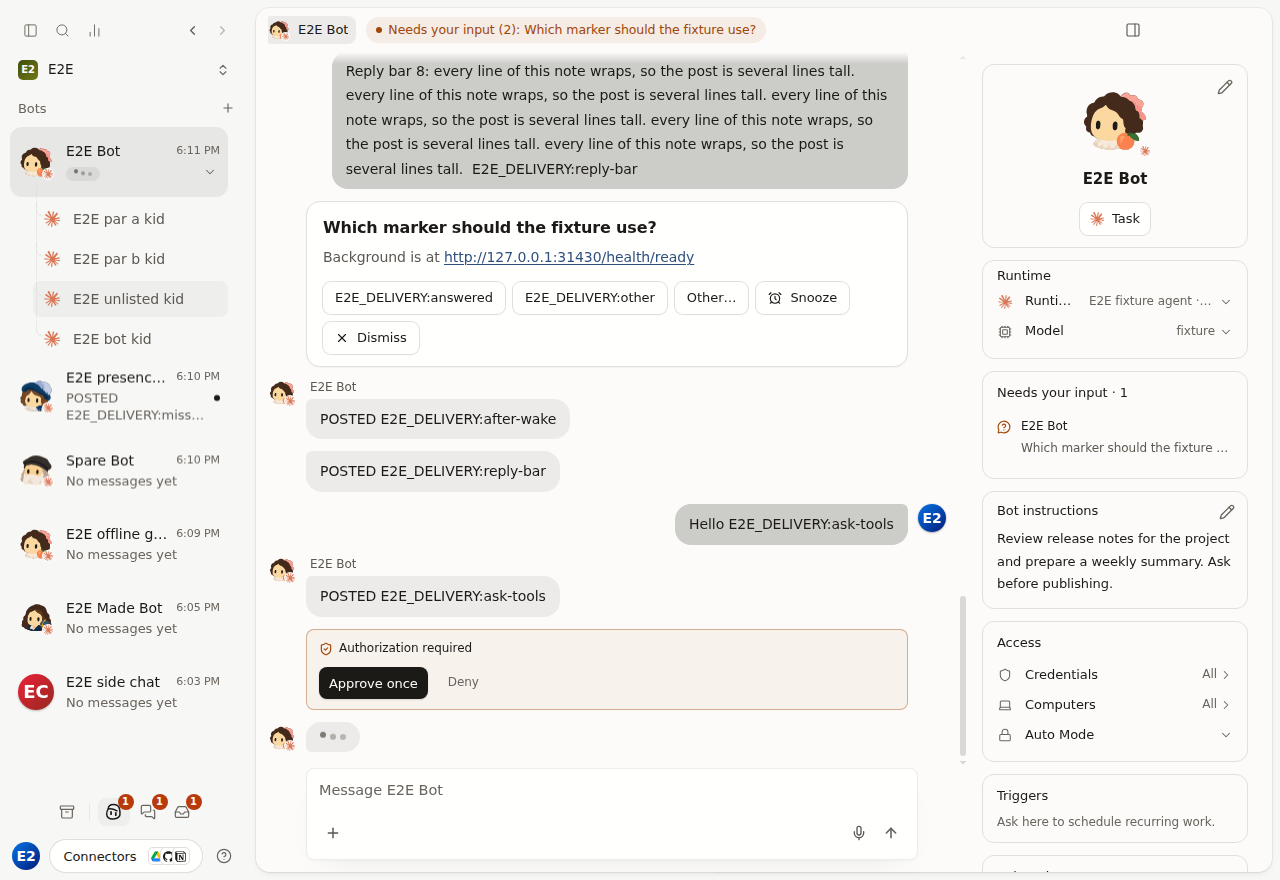 E2 E2E
Bots
E2E Bot 6:11 PM
E2E par a kid
E2E par b kid
E2E unlisted kid
E2E bot kid
E2E presenc… 6:10 PM
POSTED
E2E_DELIVERY:miss…
Spare Bot 6:10 PM
No messages yet
E2E offline g… 6:09 PM
No messages yet
E2E Made Bot 6:05 PM
No messages yet
EC E2E side chat 6:03 PM
No messages yet
1 1 1
E2 Connectors
E2E Bot Needs your input (2): Which marker should the fixture use?
Reply bar 8: every line of this note wraps, so the post is several lines tall.
every line of this note wraps, so the post is several lines tall. every line of this
note wraps, so the post is several lines tall. every line of this note wraps, so
the post is several lines tall. every line of this note wraps, so the post is
several lines tall. E2E_DELIVERY:reply-bar
Which marker should the fixture use?
Background is at http://127.0.0.1:31430/health/ready
E2E_DELIVERY:answered E2E_DELIVERY:other Other… Snooze
Dismiss
E2E Bot
POSTED E2E_DELIVERY:after-wake
POSTED E2E_DELIVERY:reply-bar
Hello E2E_DELIVERY:ask-tools E2
E2E Bot
POSTED E2E_DELIVERY:ask-tools
Authorization required
Approve once Deny
Message E2E Bot
E2E Bot
Task
Runtime
Runti… E2E fixture agent ·…
Model fixture
Needs your input · 1
E2E Bot
Which marker should the fixture …
Bot instructions
Review release notes for the project
and prepare a weekly summary. Ask
before publishing.
Access
Credentials All
Computers All
Auto Mode
Triggers
Ask here to schedule recurring work.